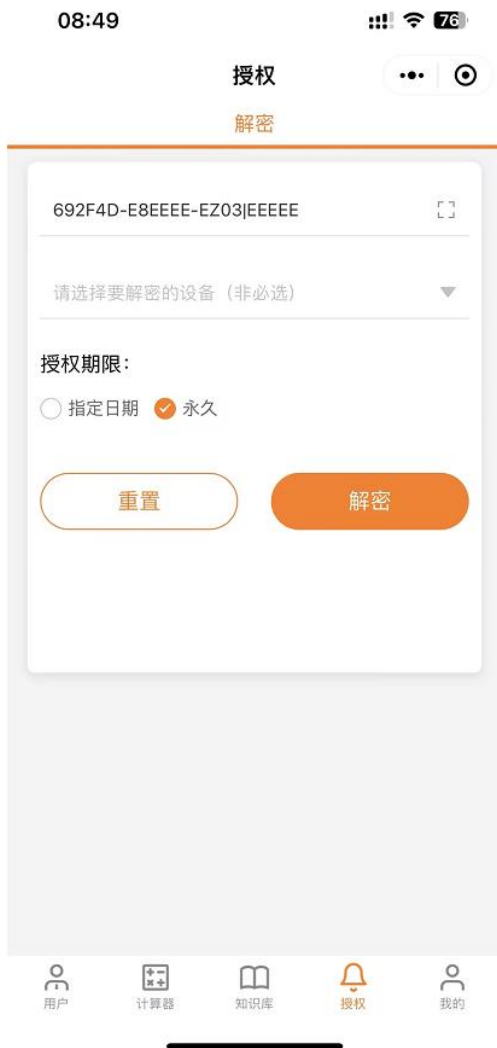 08:49
76
授权
解密
692F4D-E8EEEE-EZ03|EEEEE
请选择要解密的设备（非必选）
授权期限：
指定日期 永久
重置 解密
用户 计算器 知识库 授权 我的